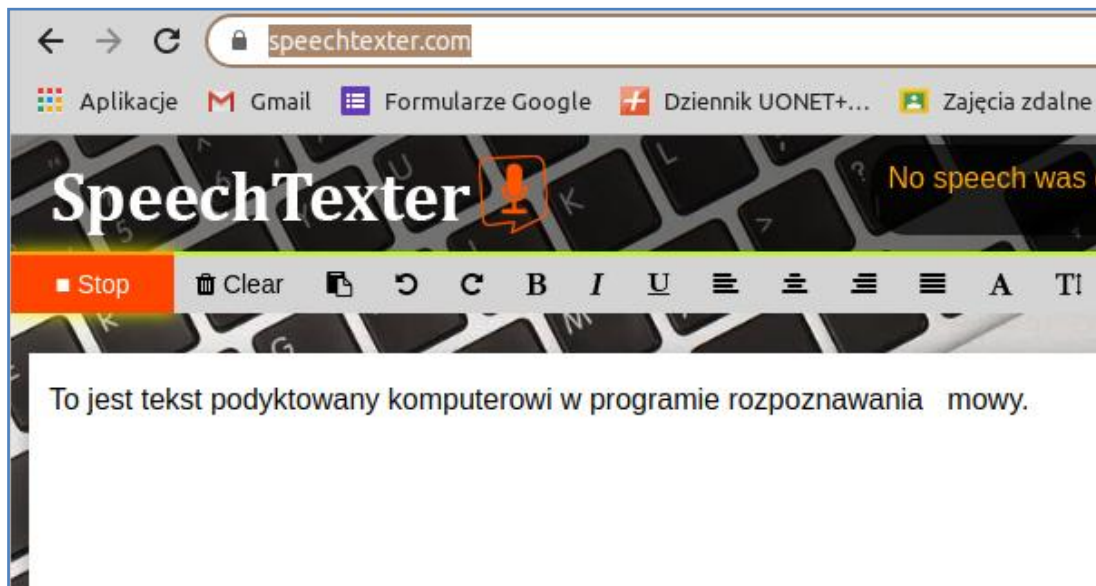 speechtexter.com
Aplikacje Gmail Formularze Google Dziennik UONET+... Zajęcia zdalne
SpeechTexter
No speech was
Stop Clear B I U A T
To jest tekst podyktowany komputerowi w programie rozpoznawania   mowy.